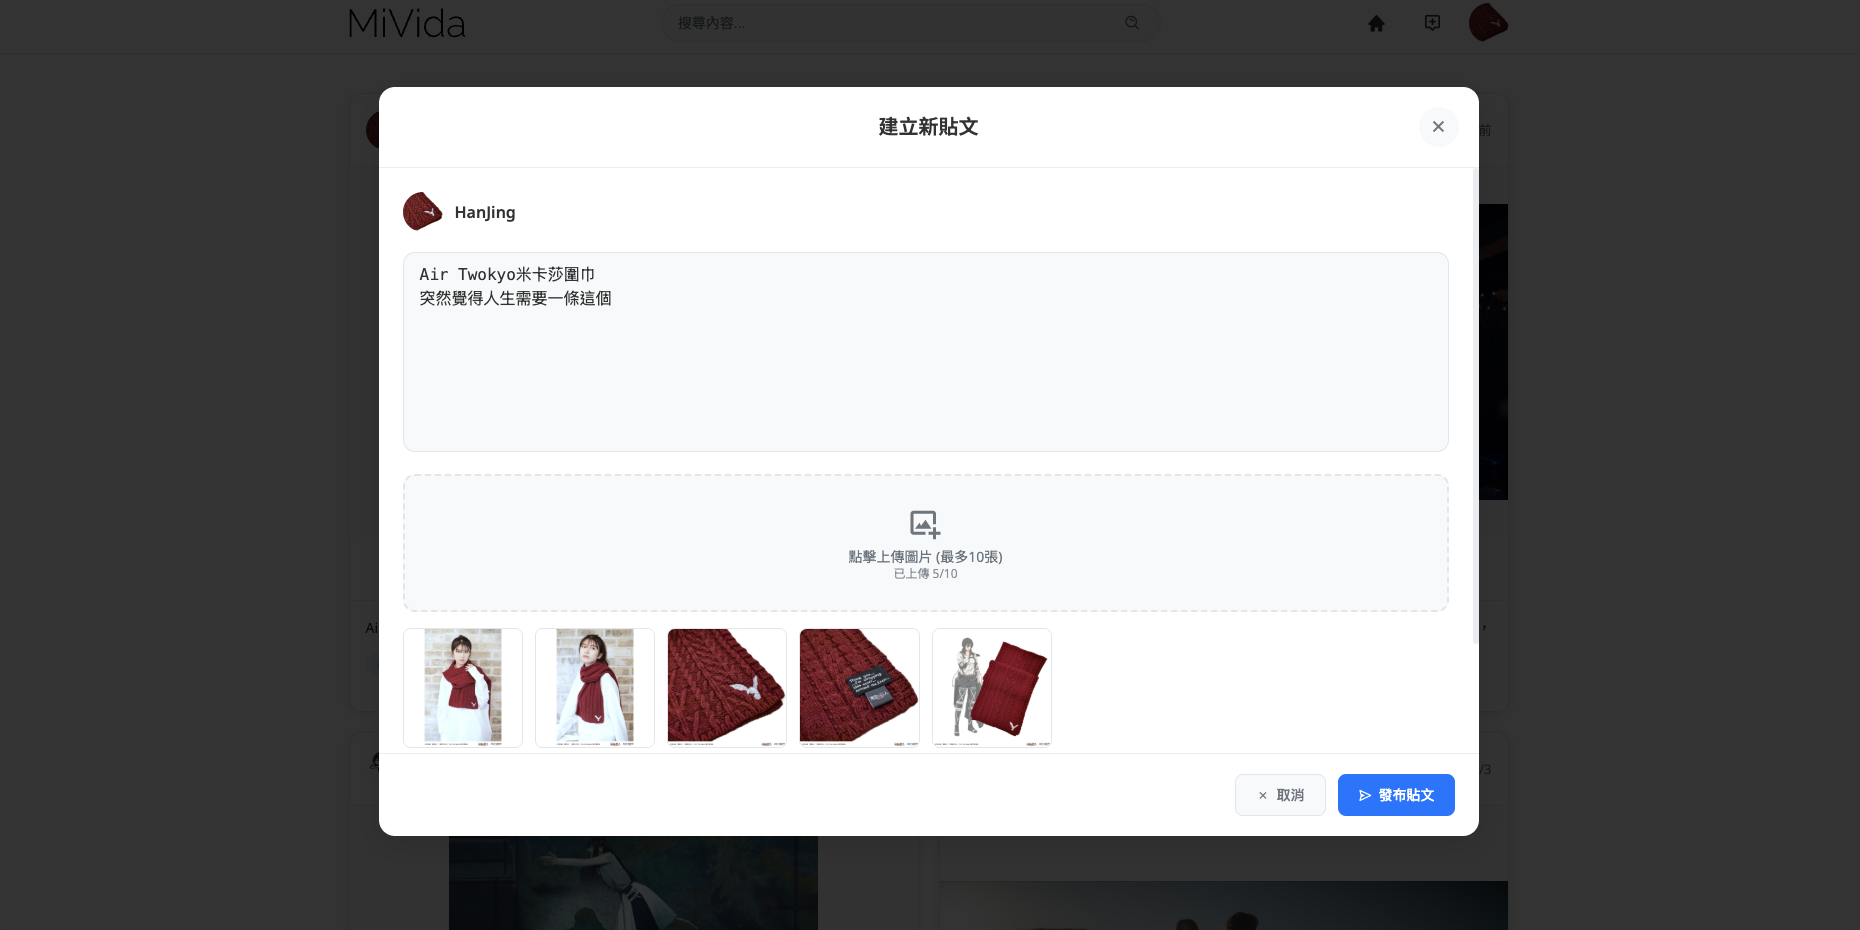 MiVida
搜尋內容...
建立新貼文
前
HanJing
Air Twokyo米卡莎圍巾
突然覺得人生需要一條這個
點擊上傳圖片 (最多10張)
已上傳 5/10
Ai
/3
取消
發布貼文